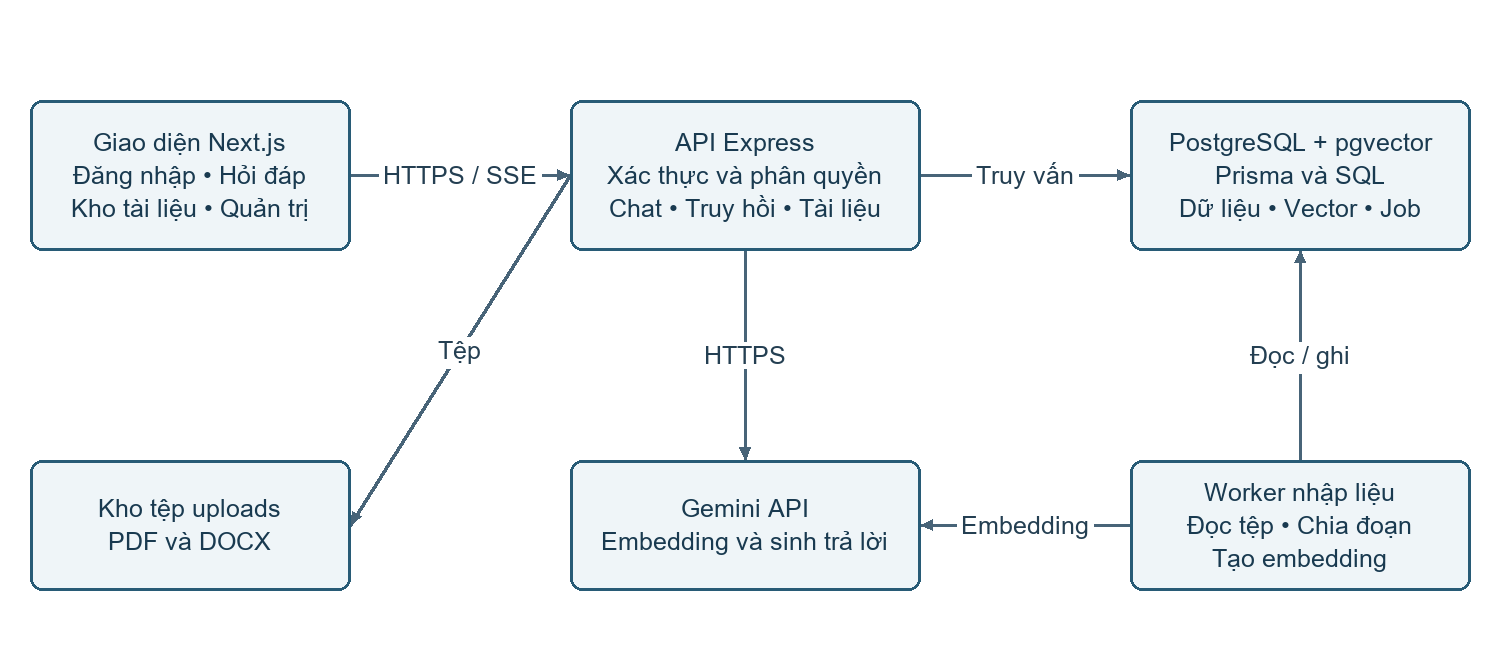 Giao diện Next.js
Đăng nhập • Hỏi đáp
Kho tài liệu • Quản trị
HTTPS / SSE
API Express
Xác thực và phân quyền
Chat • Truy hồi • Tài liệu
Truy vấn
PostgreSQL + pgvector
Prisma và SQL
Dữ liệu • Vector • Job
Tệp
HTTPS
Đọc / ghi
Kho tệp uploads
PDF và DOCX
Gemini API
Embedding và sinh trả lời
Embedding
Worker nhập liệu
Đọc tệp • Chia đoạn
Tạo embedding